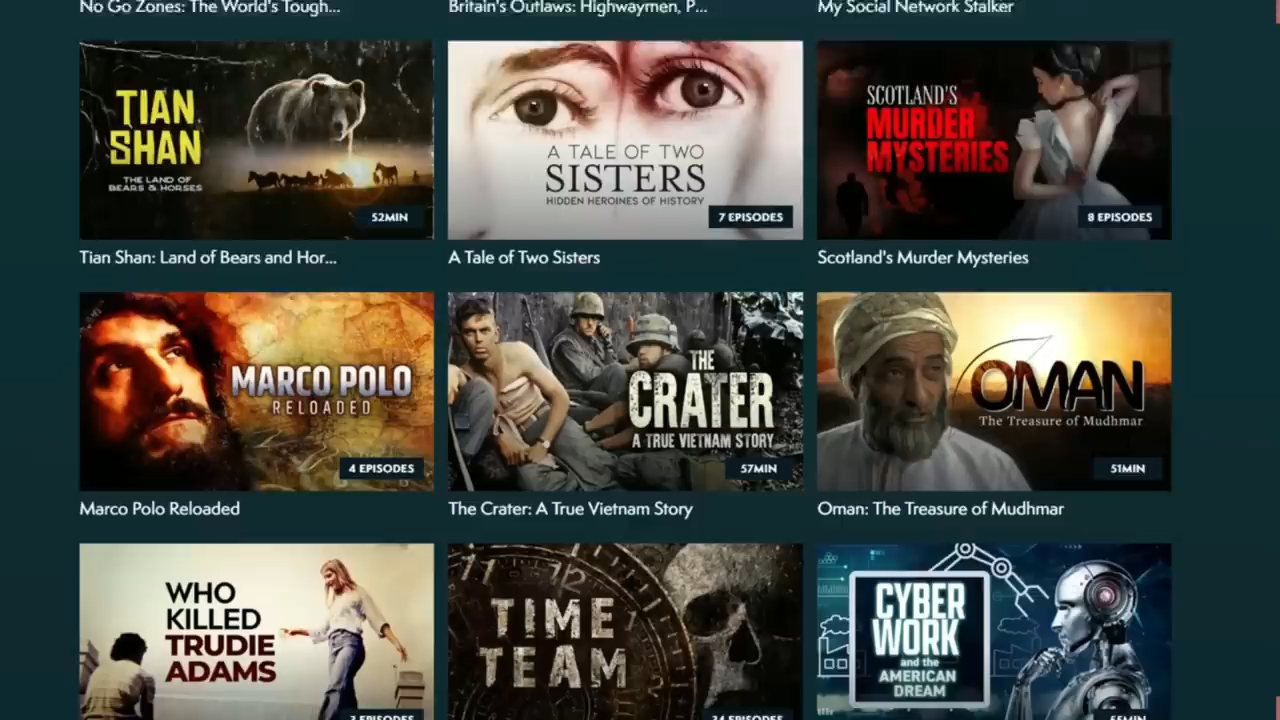 No Go Zones: The World's Tough...
Britain's Outlaws: Highwaymen, P...
My Social Network Stalker
TIAN
SHAN
THE LAND OF
BEARS & HORSES
52MIN
A TALE OF TWO
SISTERS
HIDDEN HEROINES OF HISTORY
7 EPISODES
SCOTLAND'S
MURDER
MYSTERIES
8 EPISODES
Tian Shan: Land of Bears and Hor...
A Tale of Two Sisters
Scotland's Murder Mysteries
MARCO POLO
RELOADED
4 EPISODES
THE
CRATER
A TRUE VIETNAM STORY
57MIN
OMAN
The Treasure of Mudhmar
51MIN
Marco Polo Reloaded
The Crater: A True Vietnam Story
Oman: The Treasure of Mudhmar
WHO
KILLED
TRUDIE
ADAMS
EPISODES
11 12
TIME
TEAM
EPISODES
CYBER
WORK
and the
AMERICAN
DREAM